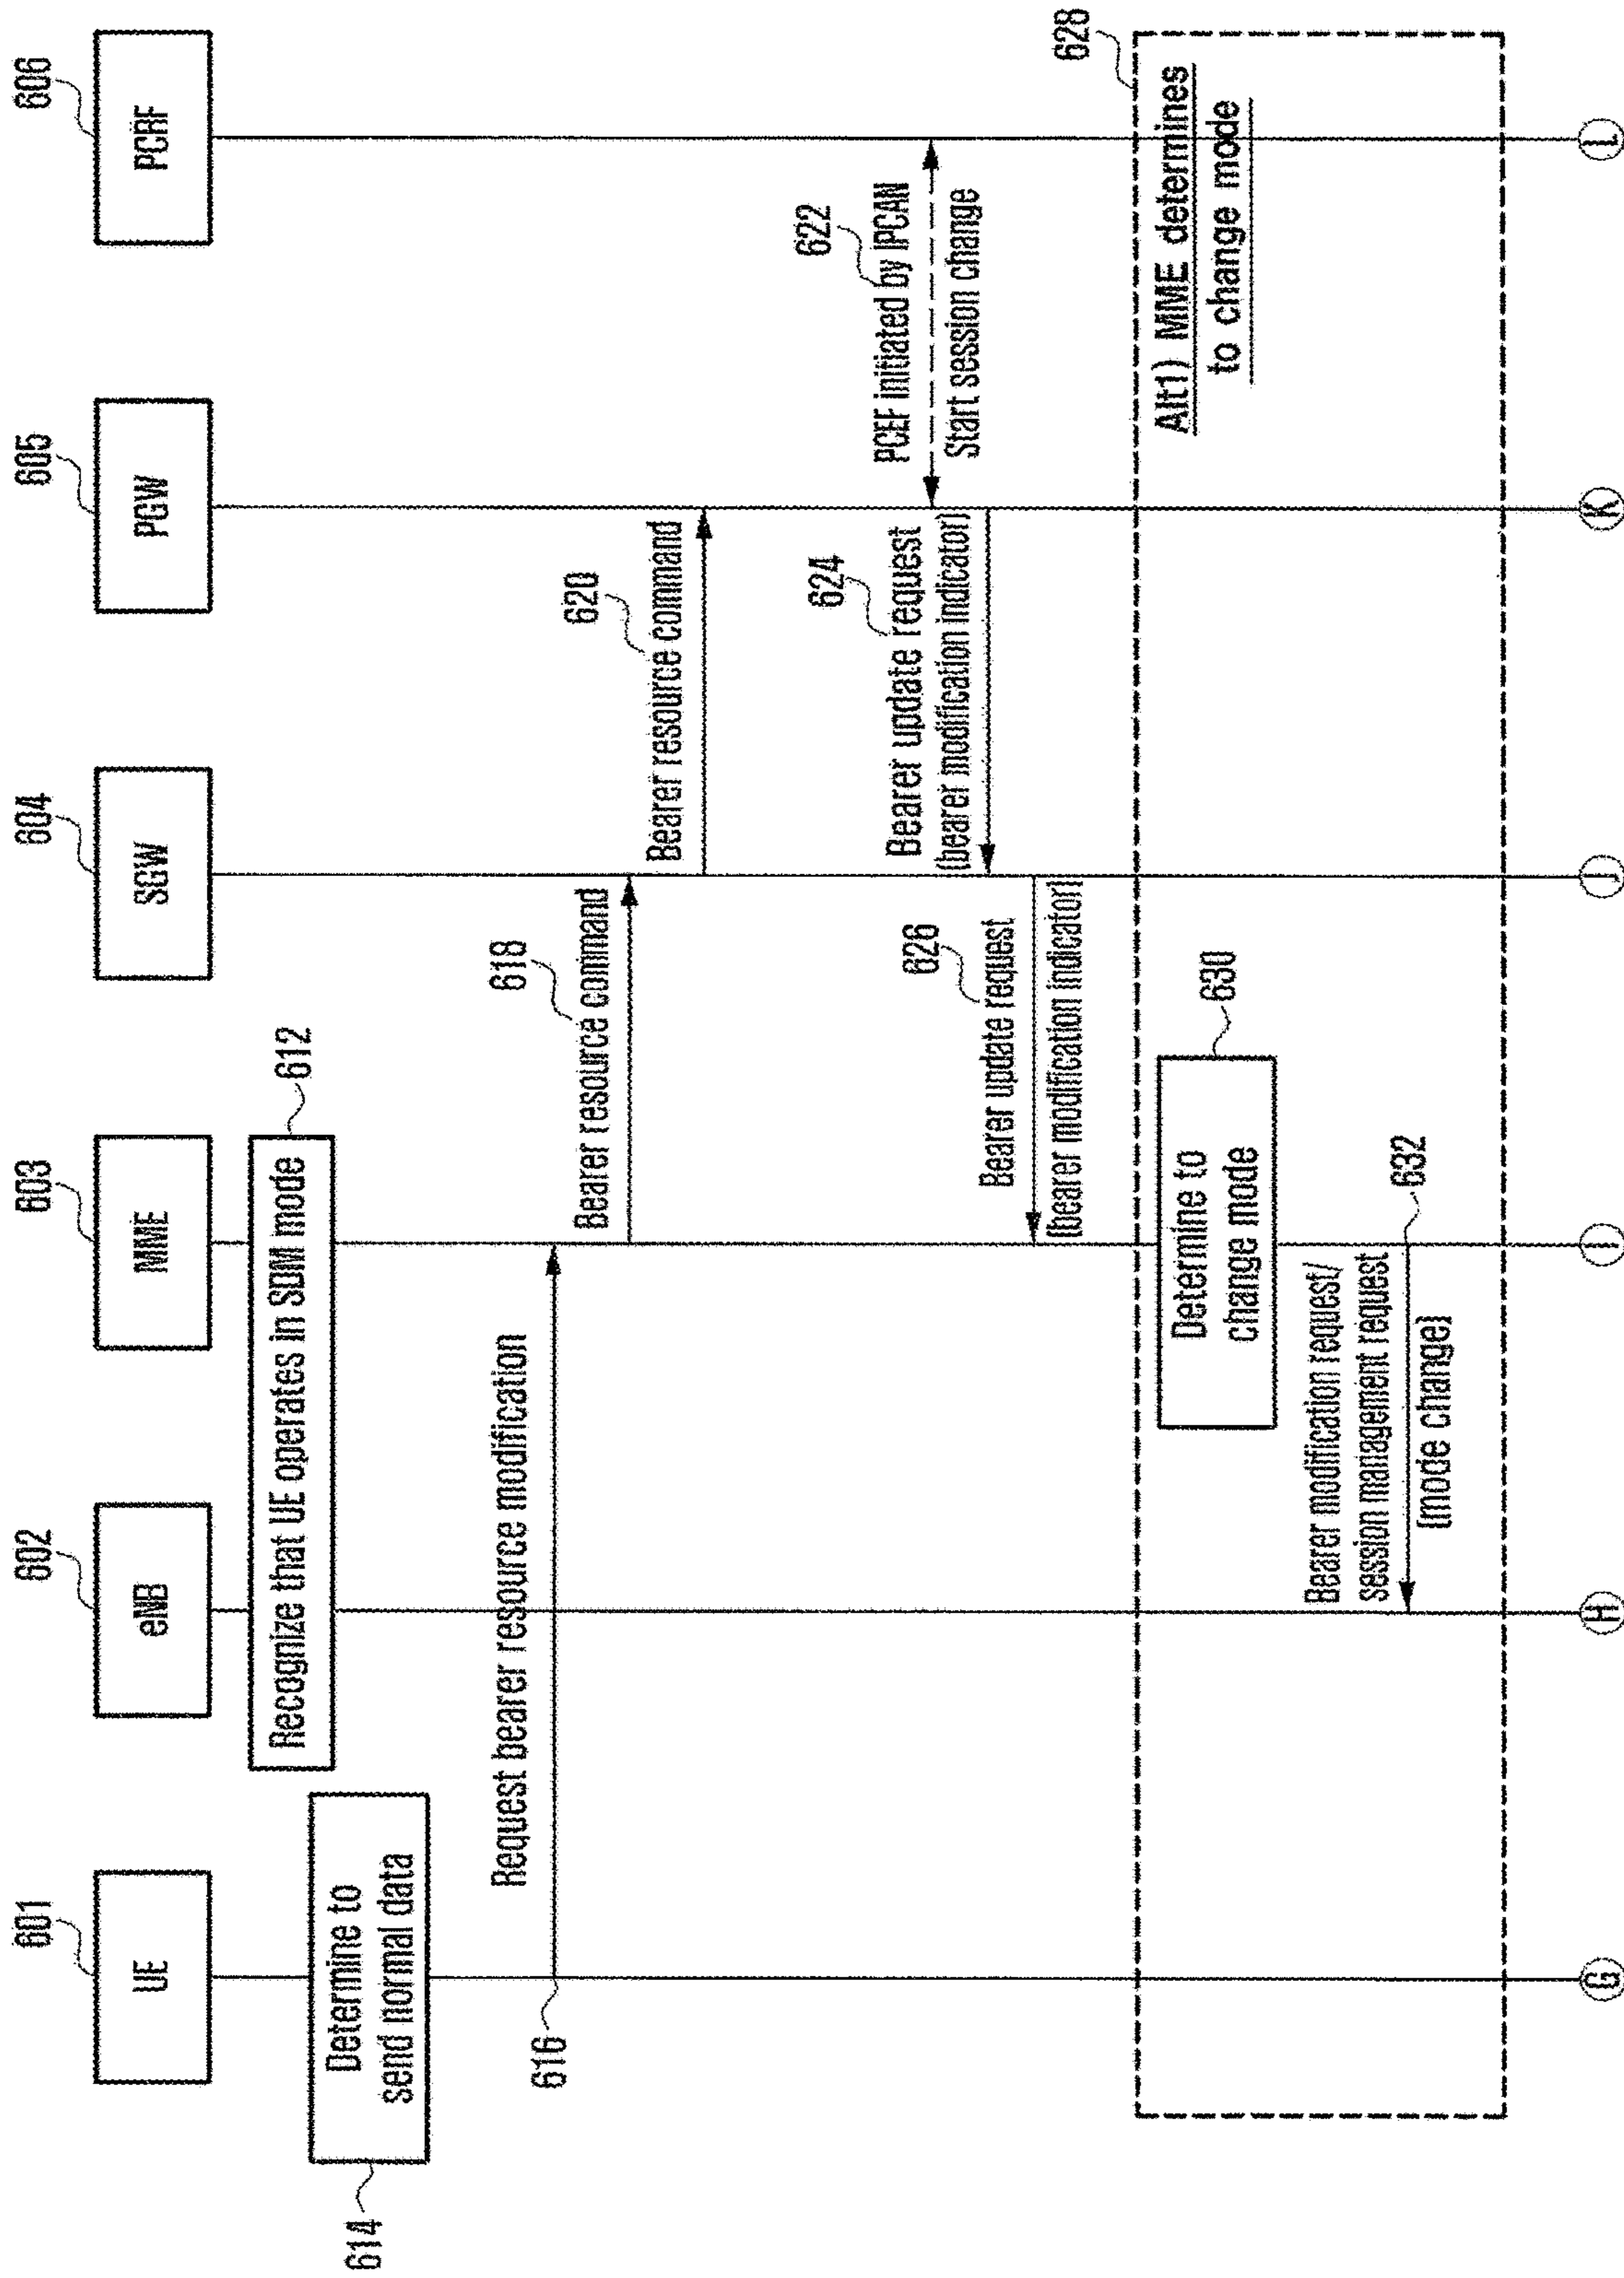 601
UE
602
eNB
603
MME
604
SGW
605
PGW
606
PCRF
612
Recognize that UE operates in SDM mode
614
Determine to
send normal data
616
Request bearer resource modification
618
Bearer resource command
620
Bearer resource command
622
PCEF initiated by IPCAN
Start session change
624
Bearer update request
(bearer modification indicator)
626
Bearer update request
(bearer modification indicator)
628
Alt1) MME determines
to change mode
630
Determine to
change mode
632
Bearer modification request/
session management request
(mode change)
G
H
I
J
K
L